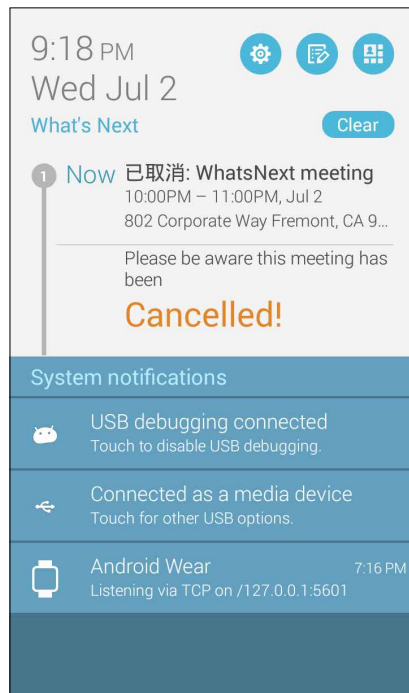 9:18 PM
Wed Jul 2
What's Next
Clear
1 Now 已取消: WhatsNext meeting
10:00PM – 11:00PM, Jul 2
802 Corporate Way Fremont, CA 9...
Please be aware this meeting has
been
Cancelled!
System notifications
USB debugging connected
Touch to disable USB debugging.
Connected as a media device
Touch for other USB options.
Android Wear 7:16 PM
Listening via TCP on /127.0.0.1:5601